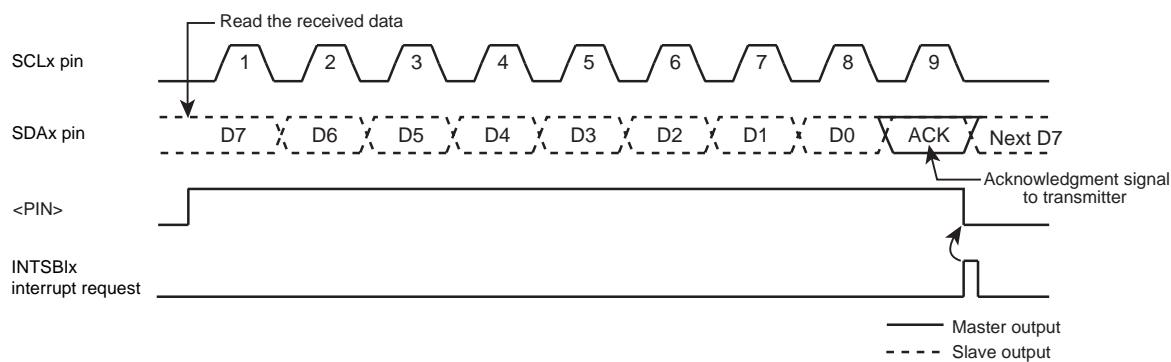 Read the received data
SCLx pin
1 2 3 4 5 6 7 8 9
SDAx pin
D7 D6 D5 D4 D3 D2 D1 D0 ACK Next D7
Acknowledgment signal
to transmitter
<PIN>
INTSBIx
interrupt request
Master output
Slave output